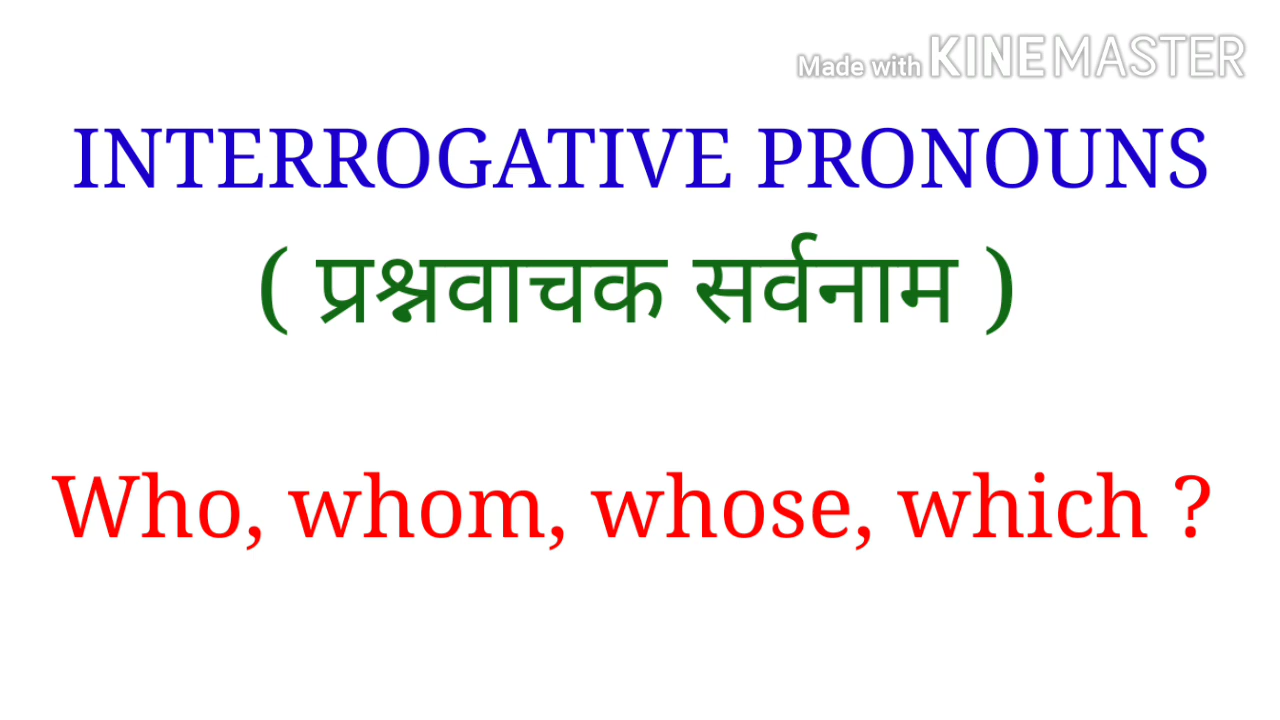 Made with KINEMASTER
INTERROGATIVE PRONOUNS
( प्रश्नवाचक सर्वनाम )
Who, whom, whose, which ?